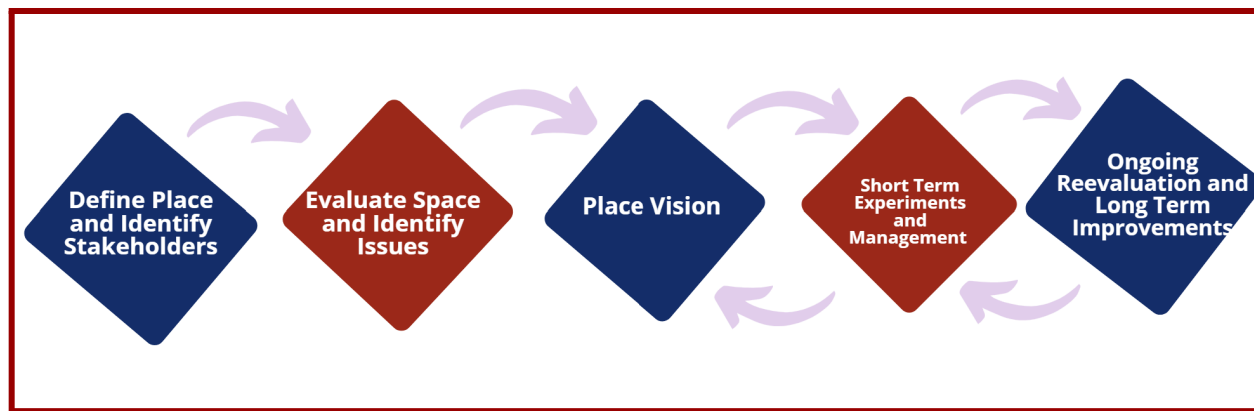 Define Place
and Identify
Stakeholders
Evaluate Space
and Identify
Issues
Place Vision
Short Term
Experiments
and
Management
Ongoing
Reevaluation and
Long Term
Improvements